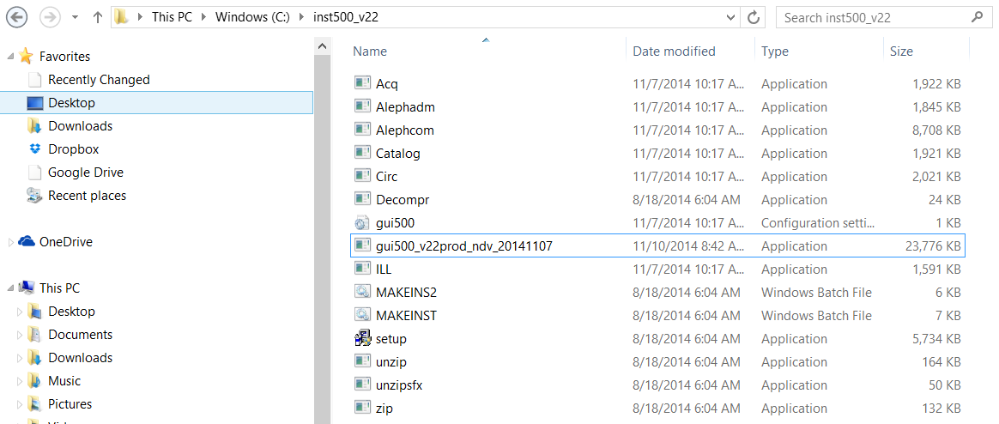 This PC Windows (C:) inst500_v22
Search inst500_v22
Favorites
Recently Changed
Desktop
Downloads
Dropbox
Google Drive
Recent places
OneDrive
This PC
Desktop
Documents
Downloads
Music
Pictures
Name Date modified Type Size
Acq 11/7/2014 10:17 A... Application 1,922 KB
Alephadm 11/7/2014 10:17 A... Application 1,845 KB
Alephcom 11/7/2014 10:17 A... Application 8,708 KB
Catalog 11/7/2014 10:17 A... Application 1,921 KB
Circ 11/7/2014 10:17 A... Application 2,021 KB
Decompr 8/18/2014 6:04 AM Application 24 KB
gui500 11/7/2014 10:17 A... Configuration setti... 1 KB
gui500_v22prod_ndv_20141107 11/10/2014 8:42 A... Application 23,776 KB
ILL 11/7/2014 10:17 A... Application 1,591 KB
MAKEINS2 8/18/2014 6:04 AM Windows Batch File 6 KB
MAKEINST 8/18/2014 6:04 AM Windows Batch File 7 KB
setup 8/18/2014 6:04 AM Application 5,734 KB
unzip 8/18/2014 6:04 AM Application 164 KB
unzipsfx 8/18/2014 6:04 AM Application 50 KB
zip 8/18/2014 6:04 AM Application 132 KB